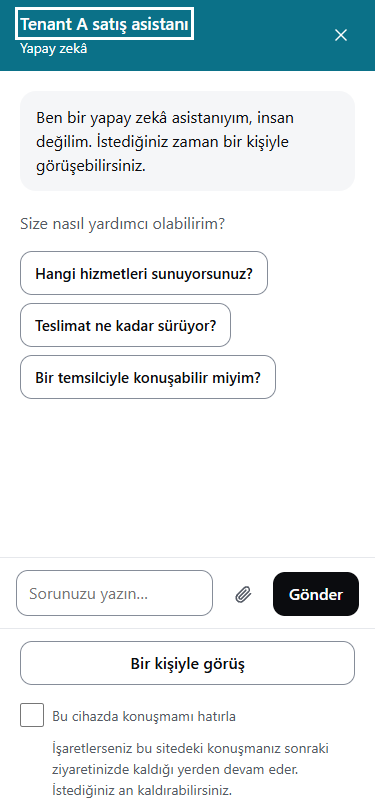 Tenant A satış asistanı
Yapay zekâ
Ben bir yapay zekâ asistanıyım, insan
değilim. İstediğiniz zaman bir kişiyle
görüşebilirsiniz.
Size nasıl yardımcı olabilirim?
Hangi hizmetleri sunuyorsunuz?
Teslimat ne kadar sürüyor?
Bir temsilciyle konuşabilir miyim?
Sorunuzu yazın...
Gönder
Bir kişiyle görüş
Bu cihazda konuşmamı hatırla
İşaretlerseniz bu sitedeki konuşmanız sonraki
ziyaretinizde kaldığı yerden devam eder.
İstediğiniz an kaldırabilirsiniz.